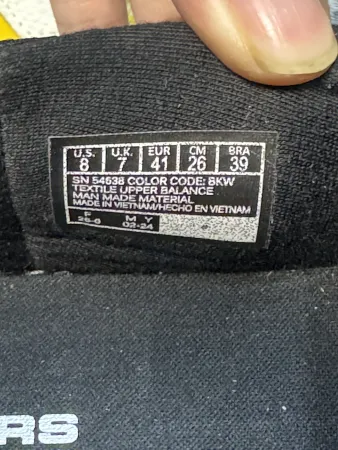 U.S. U.K. EUR CM BRA
8 7 41 26 39
SN 54638 COLOR CODE: BKW
TEXTILE UPPER BALANCE
MAN MADE MATERIAL
MADE IN VIETNAM/HECHO EN VIETNAM
F M Y
02-24
RS